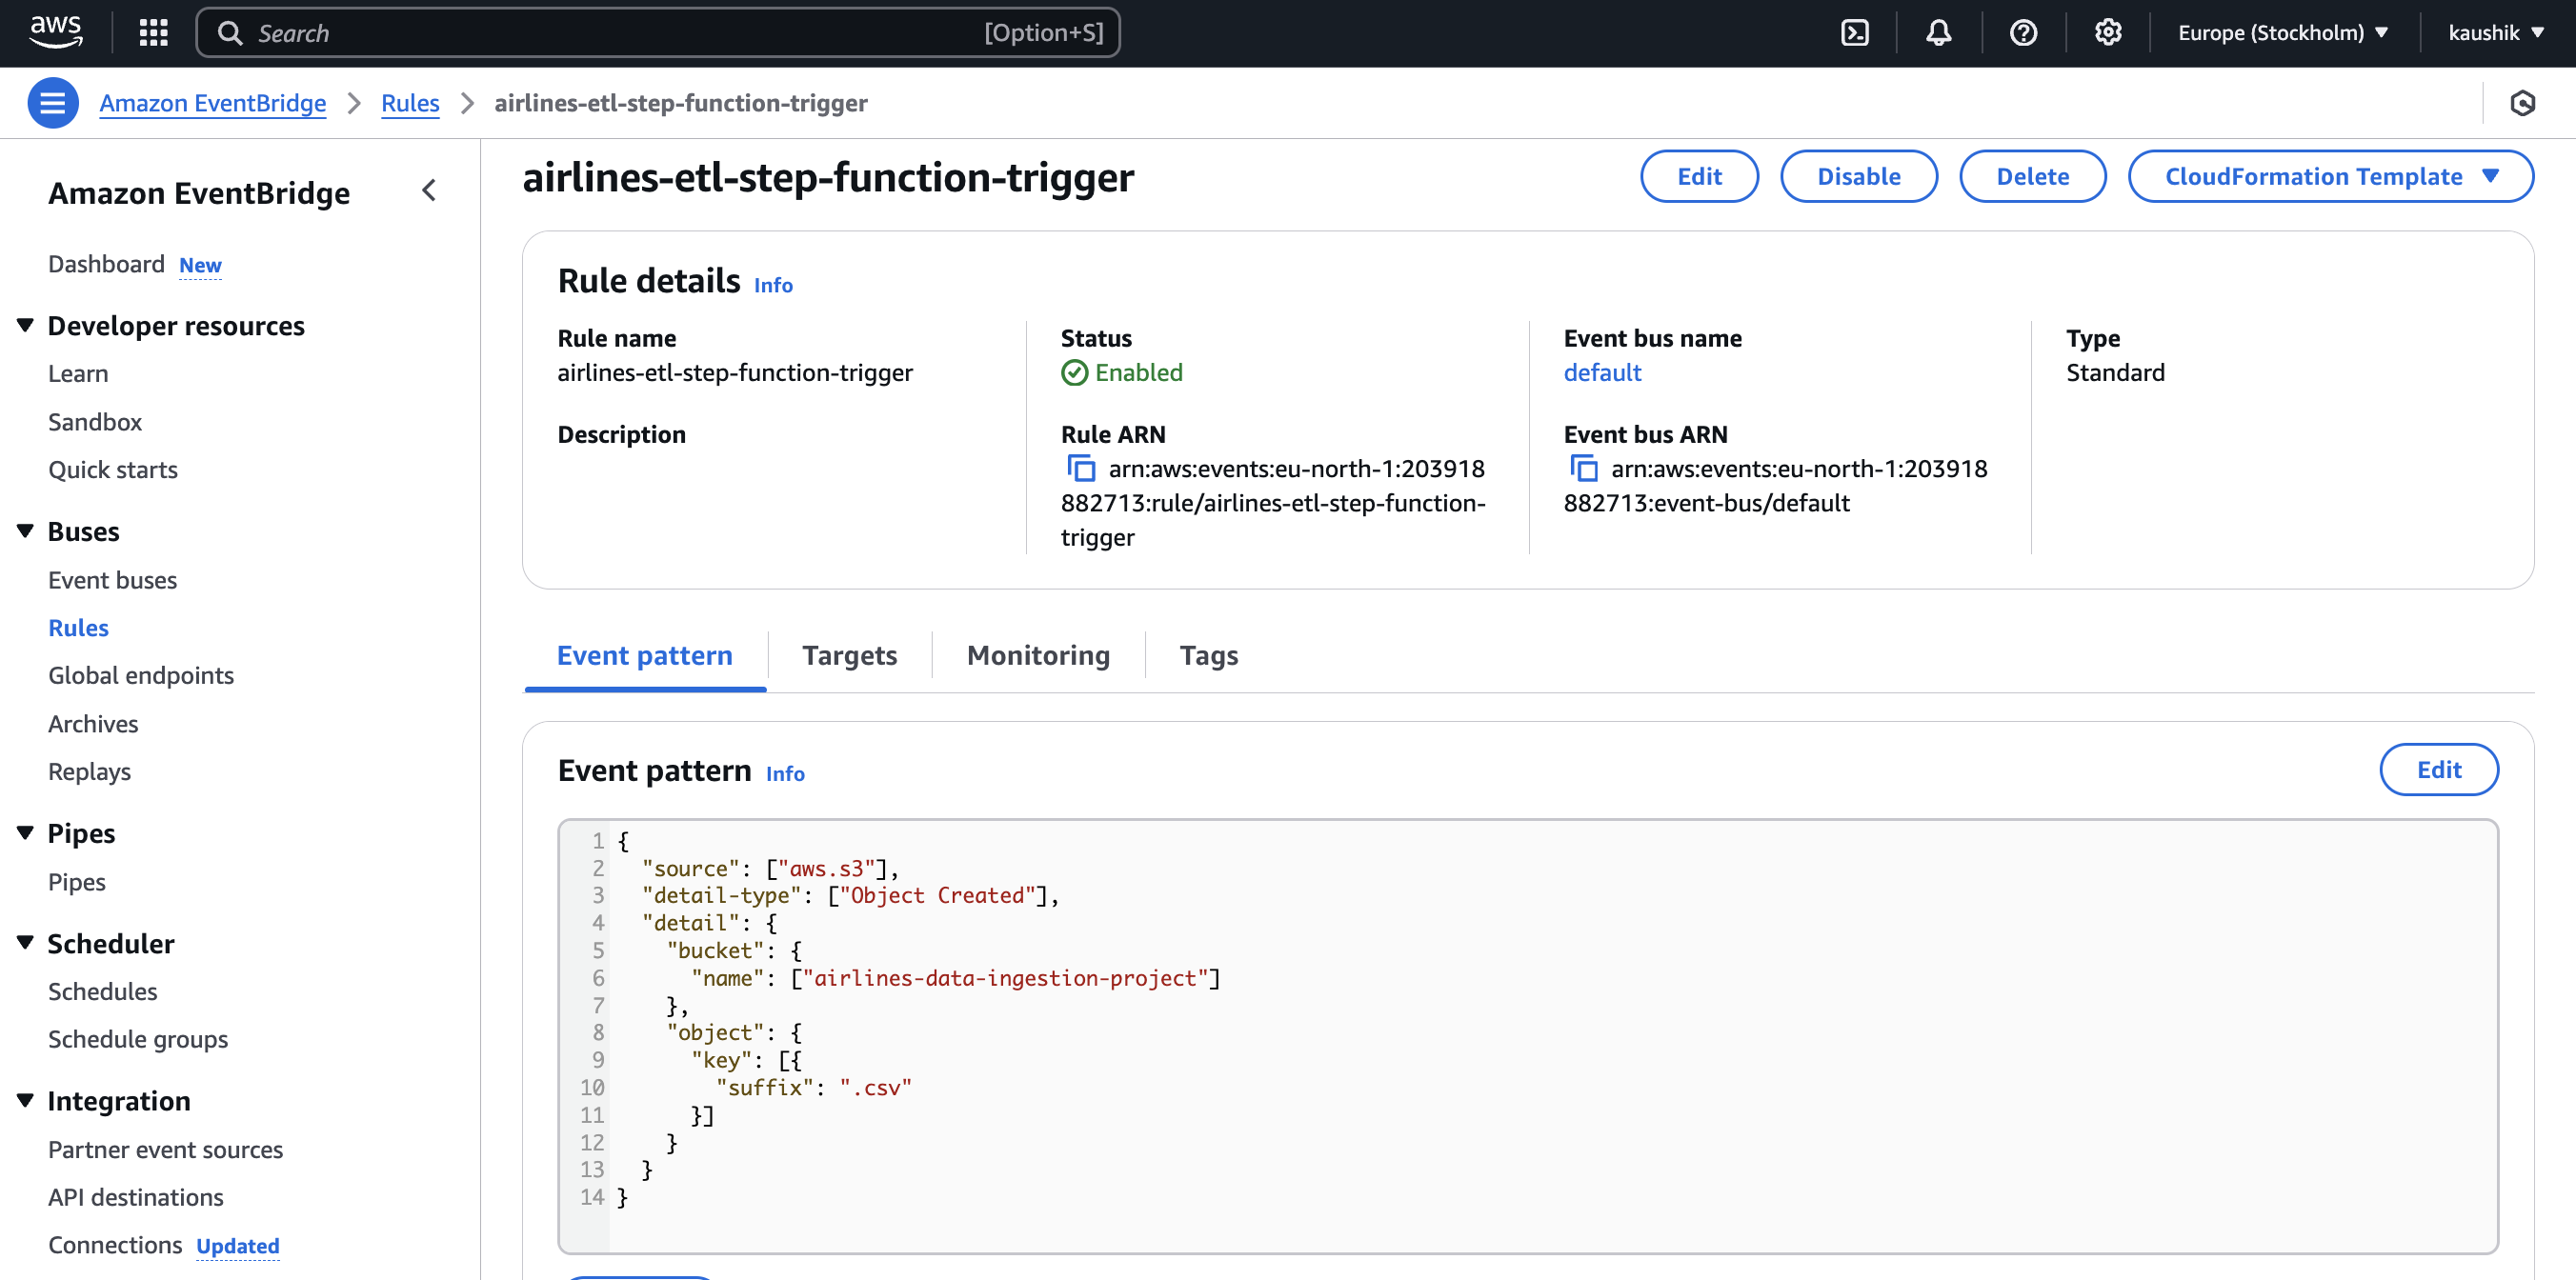 aws
Search
[Option+S]
Europe (Stockholm)
kaushik
Amazon EventBridge
Rules
airlines-etl-step-function-trigger
Amazon EventBridge
Dashboard New
Developer resources
Learn
Sandbox
Quick starts
Buses
Event buses
Rules
Global endpoints
Archives
Replays
Pipes
Pipes
Scheduler
Schedules
Schedule groups
Integration
Partner event sources
API destinations
Connections Updated
airlines-etl-step-function-trigger
Edit
Disable
Delete
CloudFormation Template
Rule details Info
Rule name
airlines-etl-step-function-trigger
Description
Status
Enabled
Rule ARN
arn:aws:events:eu-north-1:203918
882713:rule/airlines-etl-step-function-
trigger
Event bus name
default
Event bus ARN
arn:aws:events:eu-north-1:203918
882713:event-bus/default
Type
Standard
Event pattern
Targets
Monitoring
Tags
Event pattern Info
Edit
1 {
2 "source": ["aws.s3"],
3 "detail-type": ["Object Created"],
4 "detail": {
5 "bucket": {
6 "name": ["airlines-data-ingestion-project"]
7 },
8 "object": {
9 "key": [{
10 "suffix": ".csv"
11 }]
12 }
13 }
14 }